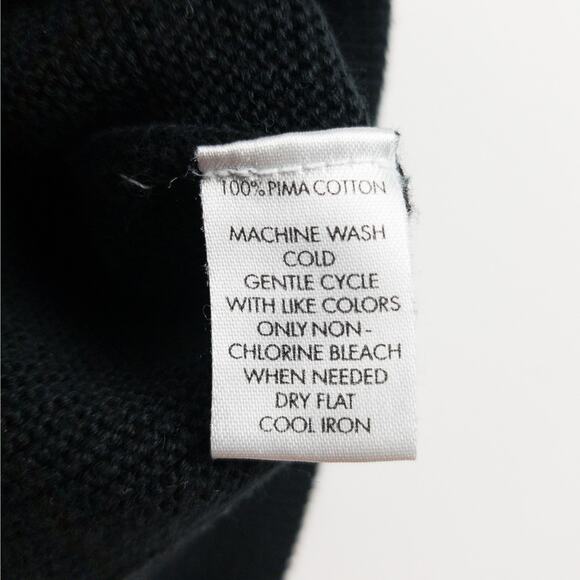 100% PIMA COTTON
MACHINE WASH
COLD
GENTLE CYCLE
WITH LIKE COLORS
ONLY NON-
CHLORINE BLEACH
WHEN NEEDED
DRY FLAT
COOL IRON